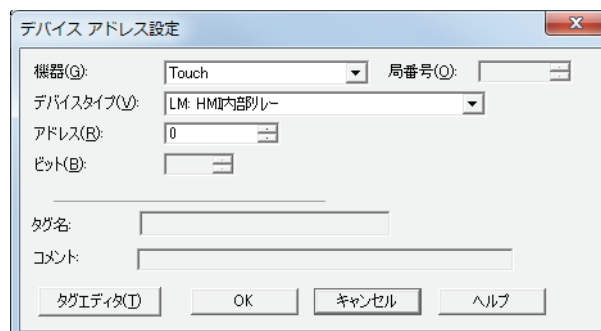 デバイス アドレス設定
機器(G): Touch 局番号(O):
デバイスタイプ(V): LM: HMI内部リレー
アドレス(R): 0
ビット(B):
タグ名:
コメント:
タグエディタ(T) OK キャンセル ヘルプ